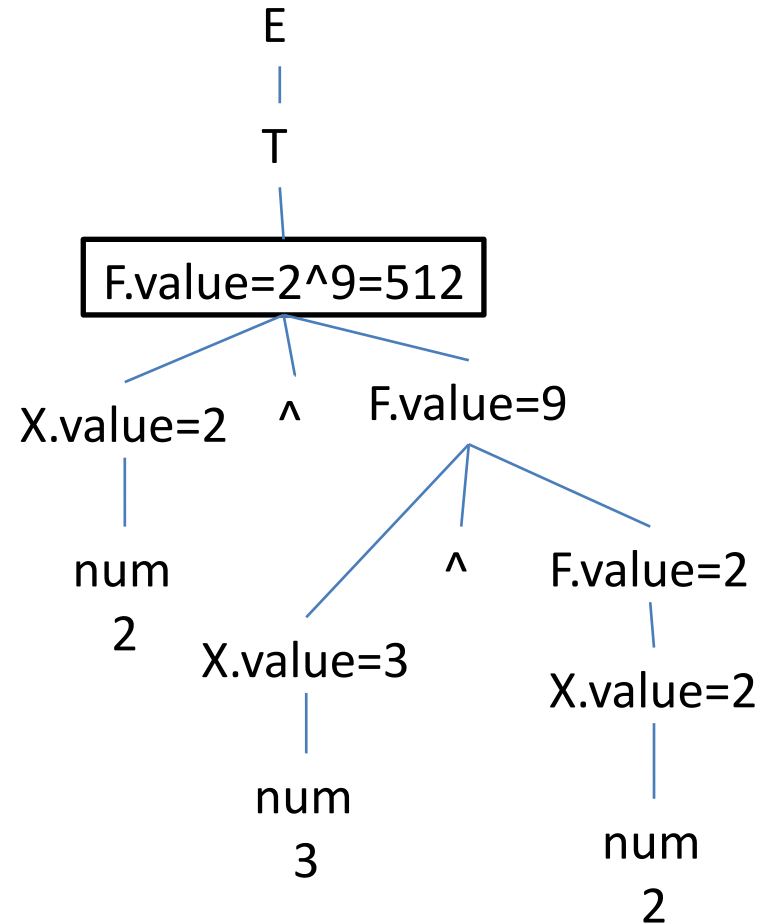 E
T
F.value=2^9=512
X.value=2 ^ F.value=9
num
2
^ F.value=2
X.value=3
X.value=2
num
3
num
2